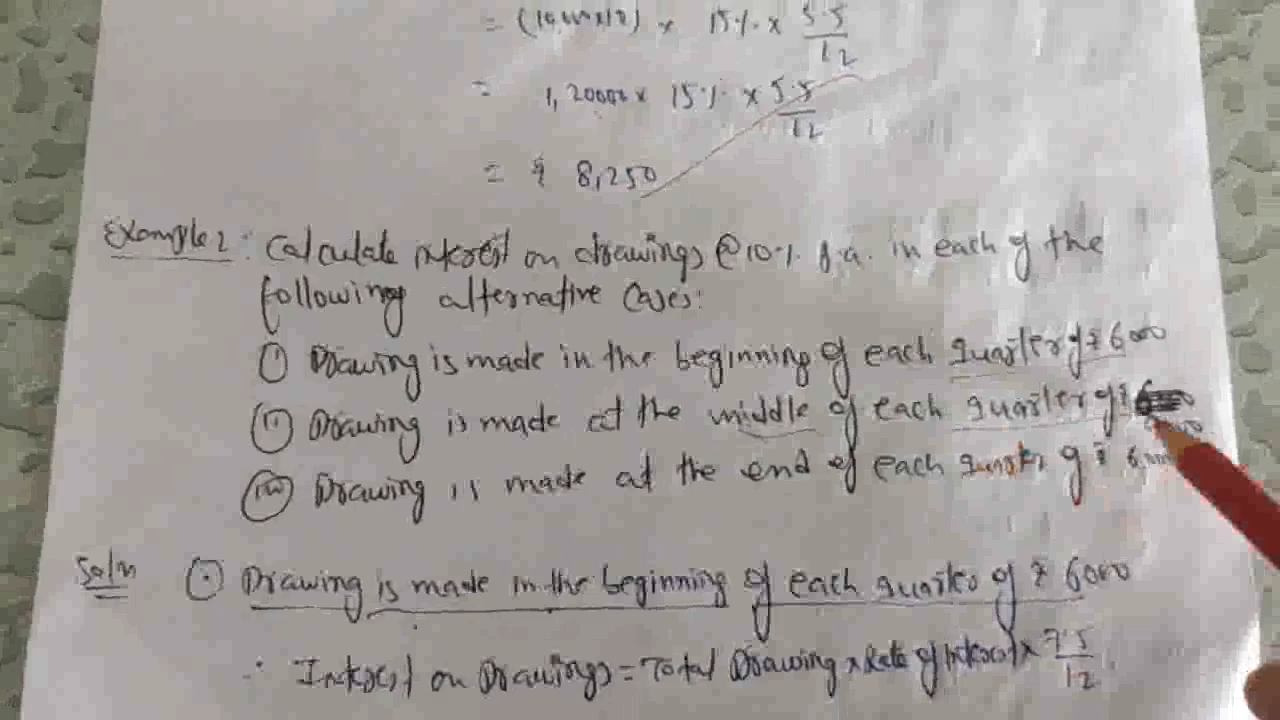 = (10,000x12) x 15% x 5.5/12
= 1,20000 x 15% x 5.5/12
= ₹ 8,250
Example 2: Calculate interest on drawings @10% p.a. in each of the
following alternative Cases:
(i) Drawing is made in the beginning of each quarter of ₹ 6000
(ii) Drawing is made at the middle of each quarter of ₹
(iii) Drawing is made at the end of each quarter of ₹ 6,000
Soln (i) Drawing is made in the beginning of each quarter of ₹ 6000
∴ Interest on Drawings = Total Drawing x Rate of Interest x 7.5/12